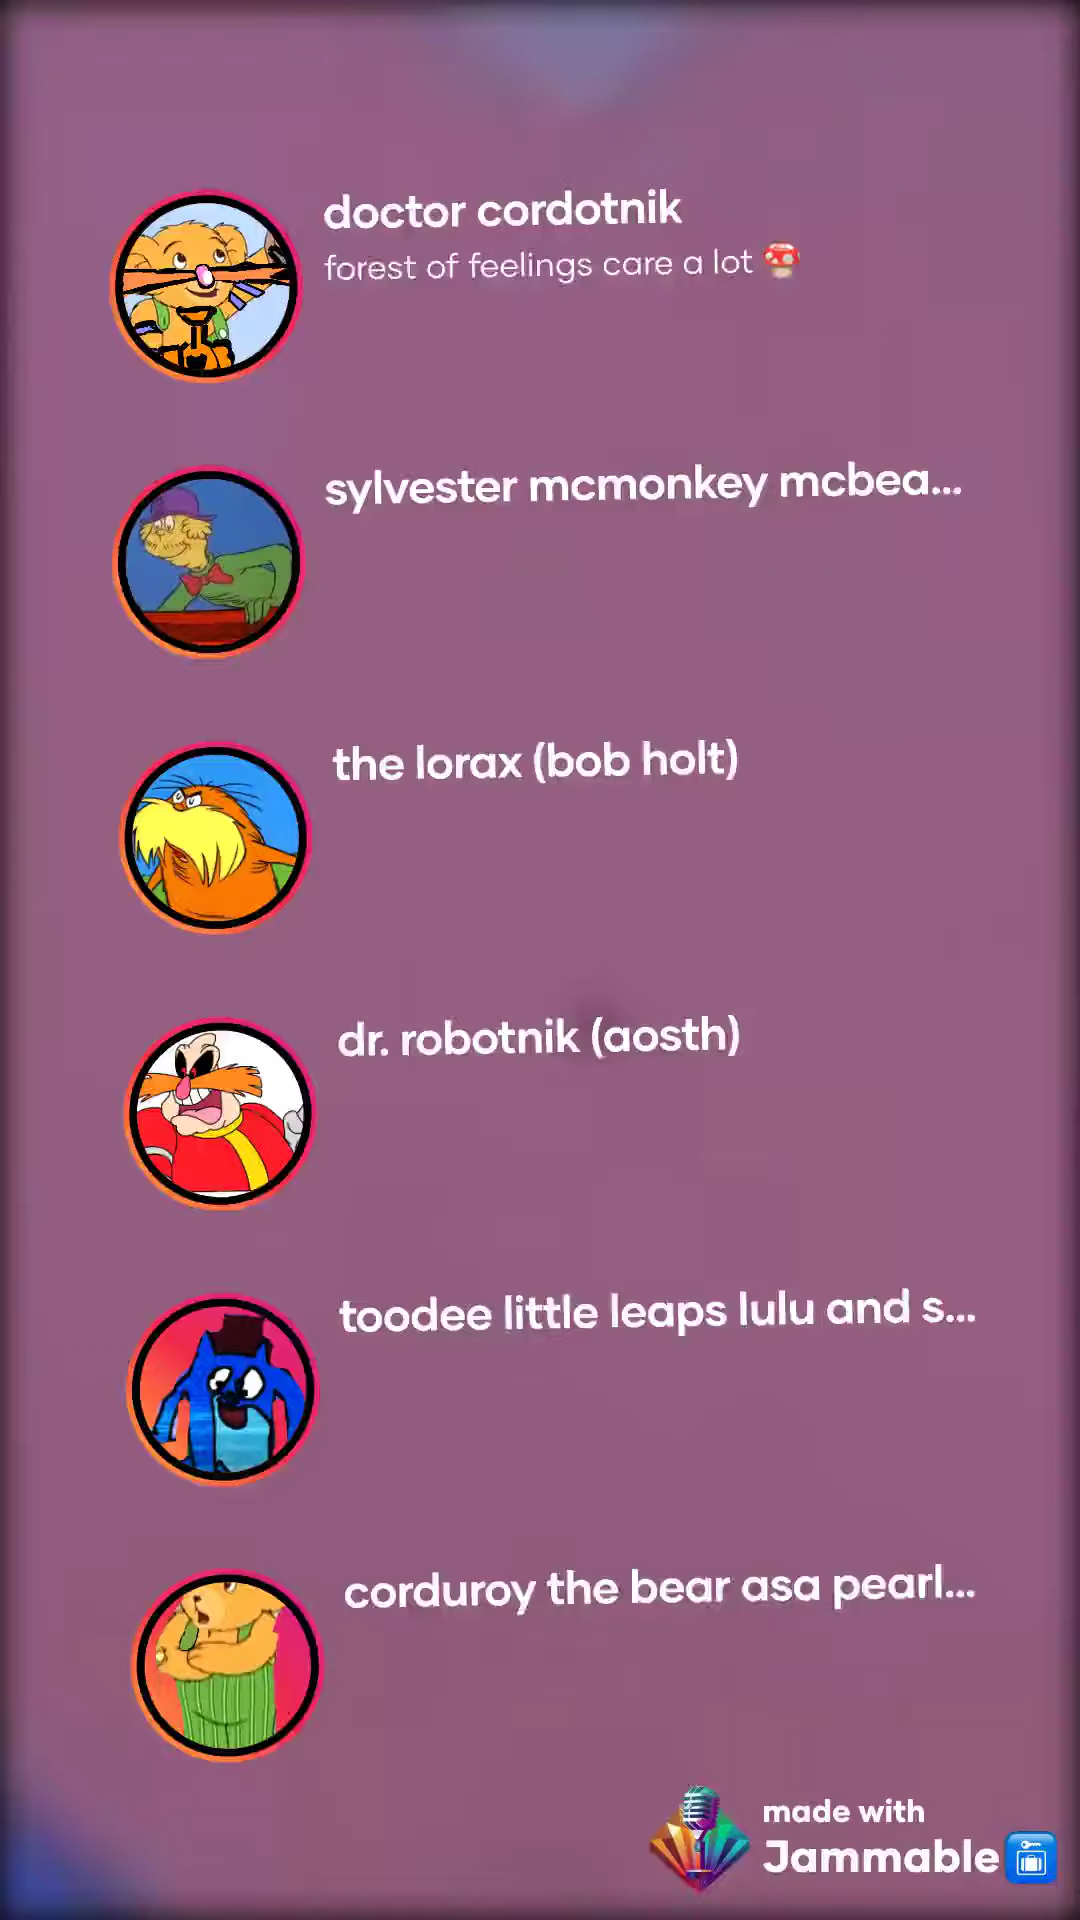 doctor cordotnik
forest of feelings care a lot 🍄
sylvester mcmonkey mcbea...
the lorax (bob holt)
dr. robotnik (aosth)
toodee little leaps lulu and s...
corduroy the bear asa pearl...
made with
Jammable🛅